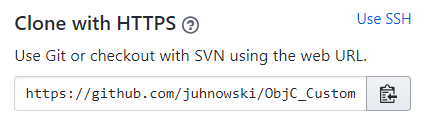 Clone with HTTPS Use SSH
Use Git or checkout with SVN using the web URL.
https://github.com/juhnowski/ObjC_Custom